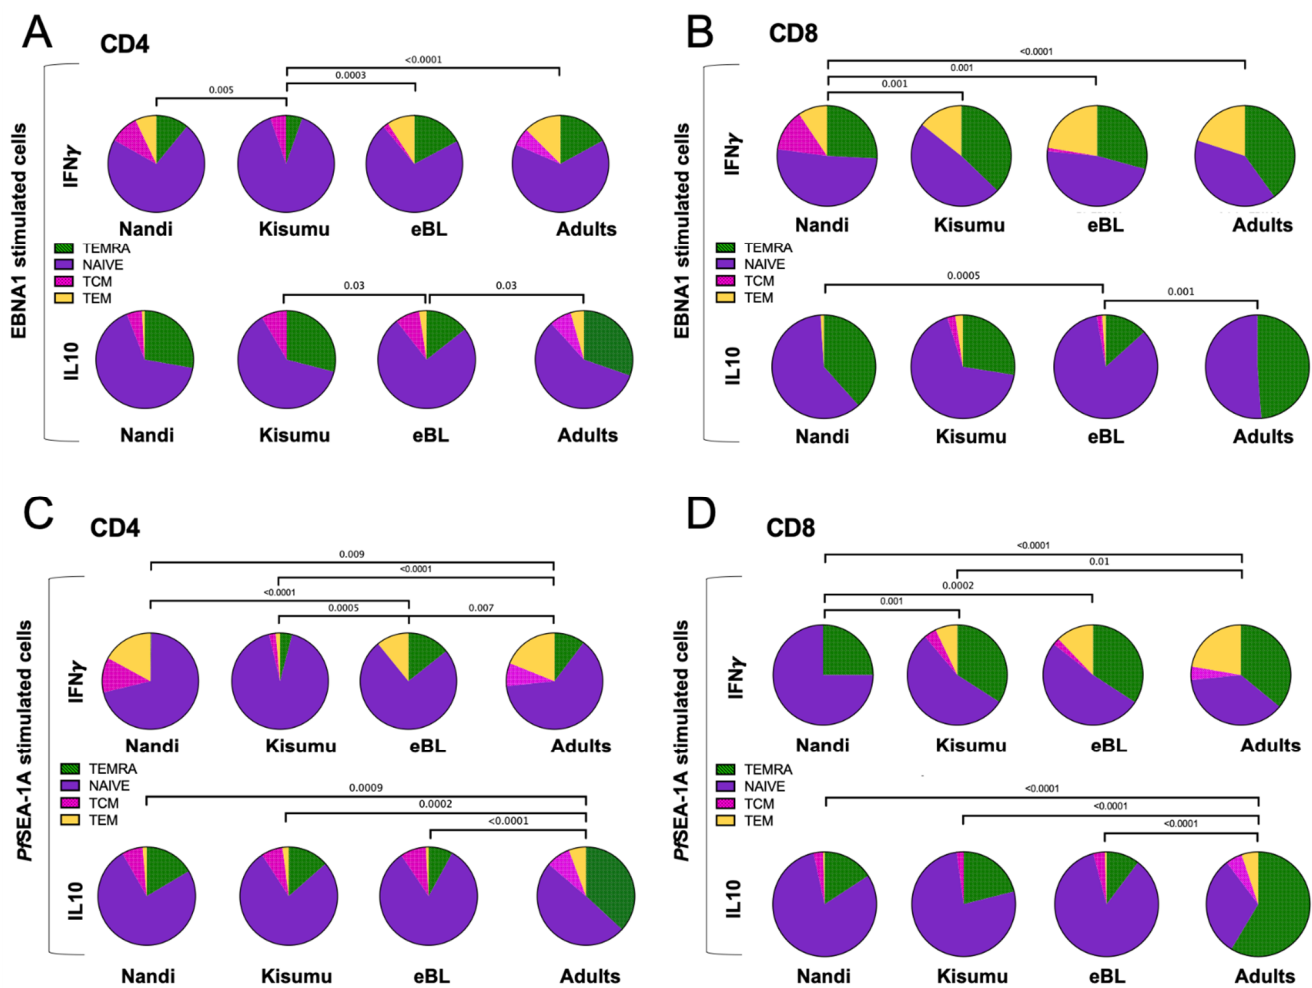 A
CD4
EBNA1 stimulated cells
IFNγ
<0.0001
0.0003
0.005
Nandi
Kisumu
eBL
Adults
TEMRA
NAIVE
TCM
TEM
IL10
0.03
0.03
Nandi
Kisumu
eBL
Adults
B
CD8
EBNA1 stimulated cells
IFNγ
<0.0001
0.001
0.001
Nandi
Kisumu
eBL
Adults
TEMRA
NAIVE
TCM
TEM
IL10
0.0005
0.001
Nandi
Kisumu
eBL
Adults
C
CD4
PfSEA-1A stimulated cells
IFNγ
0.009
<0.0001
<0.0001
0.0005
0.007
Nandi
Kisumu
eBL
Adults
TEMRA
NAIVE
TCM
TEM
IL10
0.0009
0.0002
<0.0001
Nandi
Kisumu
eBL
Adults
D
CD8
PfSEA-1A stimulated cells
IFNγ
<0.0001
0.01
0.0002
0.001
Nandi
Kisumu
eBL
Adults
TEMRA
NAIVE
TCM
TEM
IL10
<0.0001
<0.0001
<0.0001
Nandi
Kisumu
eBL
Adults